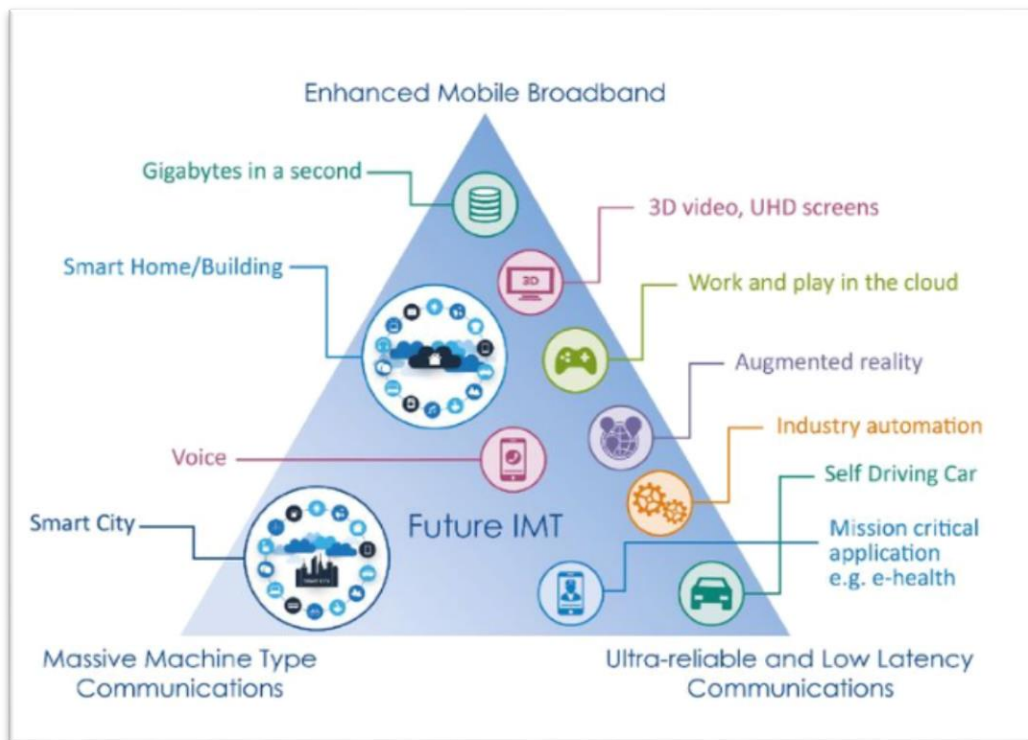 Enhanced Mobile Broadband
Gigabytes in a second
3D video, UHD screens
Smart Home/Building
3D
Work and play in the cloud
Augmented reality
Voice
Industry automation
Self Driving Car
Smart City
Future IMT
Mission critical
application
e.g. e-health
Massive Machine Type
Communications
Ultra-reliable and Low Latency
Communications